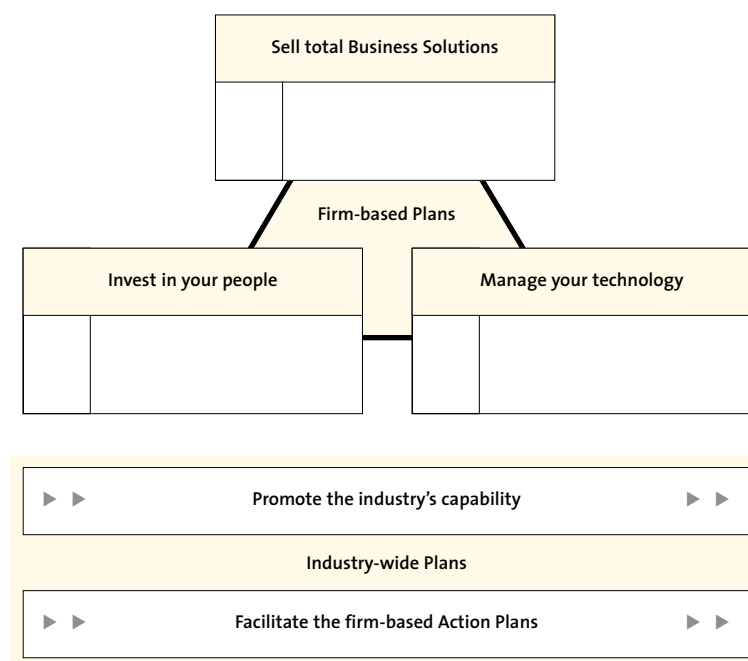 Sell total Business Solutions
Firm-based Plans
Invest in your people
Manage your technology
Promote the industry’s capability
Industry-wide Plans
Facilitate the firm-based Action Plans